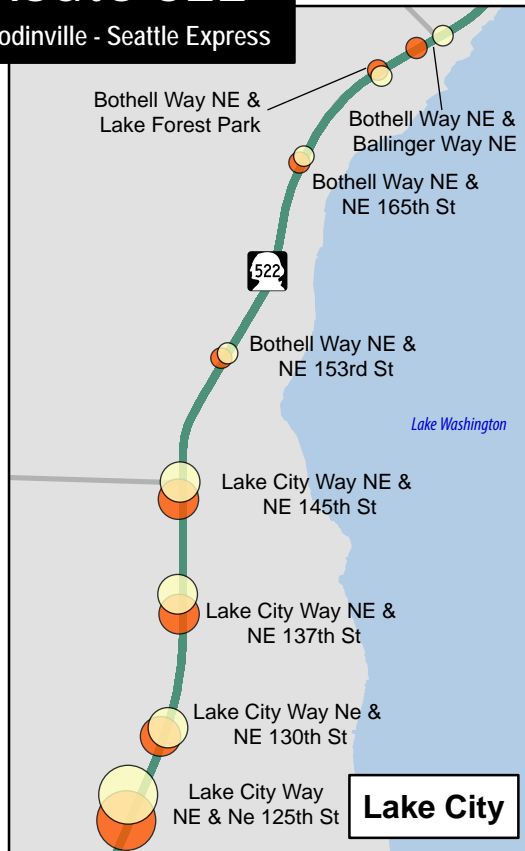 odinville - Seattle Express
Bothell Way NE &
Lake Forest Park
Bothell Way NE &
Ballinger Way NE
Bothell Way NE &
NE 165th St
522
Bothell Way NE &
NE 153rd St
Lake Washington
Lake City Way NE &
NE 145th St
Lake City Way NE &
NE 137th St
Lake City Way Ne &
NE 130th St
Lake City Way
NE & Ne 125th St
Lake City